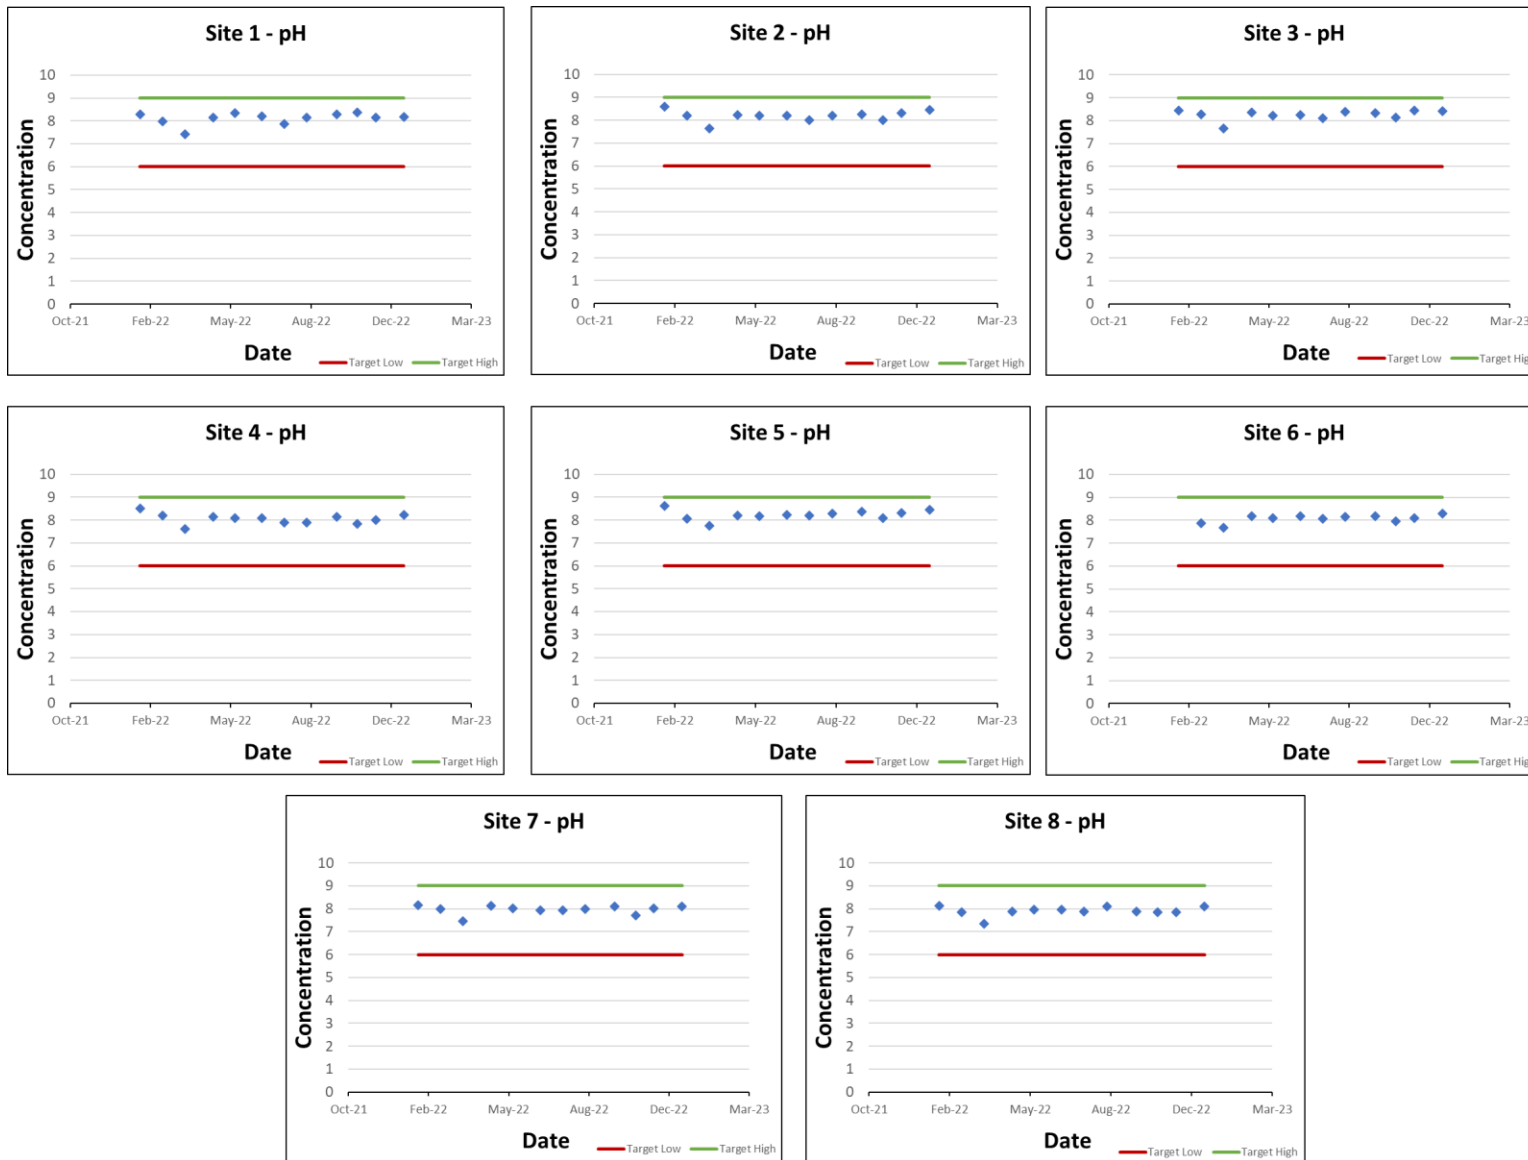 Site 1 - pH
Concentration
10
9
8
7
6
5
4
3
2
1
0
Oct-21 Feb-22 May-22 Aug-22 Dec-22 Mar-23
Date
Target Low Target High
Site 2 - pH
Concentration
10
9
8
7
6
5
4
3
2
1
0
Oct-21 Feb-22 May-22 Aug-22 Dec-22 Mar-23
Date
Target Low Target High
Site 3 - pH
Concentration
10
9
8
7
6
5
4
3
2
1
0
Oct-21 Feb-22 May-22 Aug-22 Dec-22 Mar-23
Date
Target Low Target High
Site 4 - pH
Concentration
10
9
8
7
6
5
4
3
2
1
0
Oct-21 Feb-22 May-22 Aug-22 Dec-22 Mar-23
Date
Target Low Target High
Site 5 - pH
Concentration
10
9
8
7
6
5
4
3
2
1
0
Oct-21 Feb-22 May-22 Aug-22 Dec-22 Mar-23
Date
Target Low Target High
Site 6 - pH
Concentration
10
9
8
7
6
5
4
3
2
1
0
Oct-21 Feb-22 May-22 Aug-22 Dec-22 Mar-23
Date
Target Low Target High
Site 7 - pH
Concentration
10
9
8
7
6
5
4
3
2
1
0
Oct-21 Feb-22 May-22 Aug-22 Dec-22 Mar-23
Date
Target Low Target High
Site 8 - pH
Concentration
10
9
8
7
6
5
4
3
2
1
0
Oct-21 Feb-22 May-22 Aug-22 Dec-22 Mar-23
Date
Target Low Target High